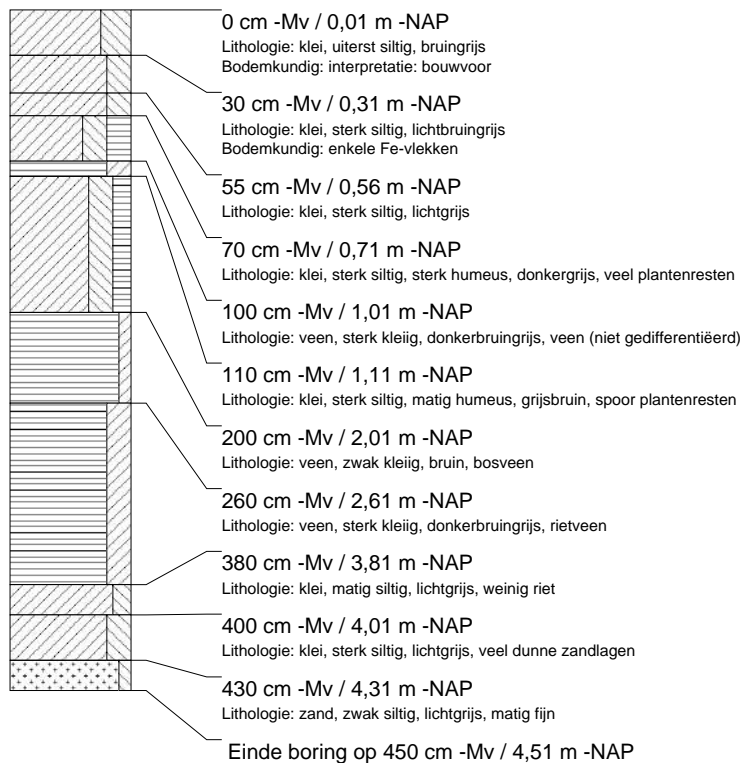 0 cm -Mv / 0,01 m -NAP
Lithologie: klei, uiterst siltig, bruingrijs
Bodemkundig: interpretatie: bouwvoor
30 cm -Mv / 0,31 m -NAP
Lithologie: klei, sterk siltig, lichtbruingrijs
Bodemkundig: enkele Fe-vlekken
55 cm -Mv / 0,56 m -NAP
Lithologie: klei, sterk siltig, lichtgrijs
70 cm -Mv / 0,71 m -NAP
Lithologie: klei, sterk siltig, sterk humeus, donkergrijs, veel plantenresten
100 cm -Mv / 1,01 m -NAP
Lithologie: veen, sterk kleiïg, donkerbruingrijs, veen (niet gedifferentiëerd)
110 cm -Mv / 1,11 m -NAP
Lithologie: klei, sterk siltig, matig humeus, grijsbruin, spoor plantenresten
200 cm -Mv / 2,01 m -NAP
Lithologie: veen, zwak kleiïg, bruin, bosveen
260 cm -Mv / 2,61 m -NAP
Lithologie: veen, sterk kleiïg, donkerbruingrijs, rietveen
380 cm -Mv / 3,81 m -NAP
Lithologie: klei, matig siltig, lichtgrijs, weinig riet
400 cm -Mv / 4,01 m -NAP
Lithologie: klei, sterk siltig, lichtgrijs, veel dunne zandlagen
430 cm -Mv / 4,31 m -NAP
Lithologie: zand, zwak siltig, lichtgrijs, matig fijn
Einde boring op 450 cm -Mv / 4,51 m -NAP